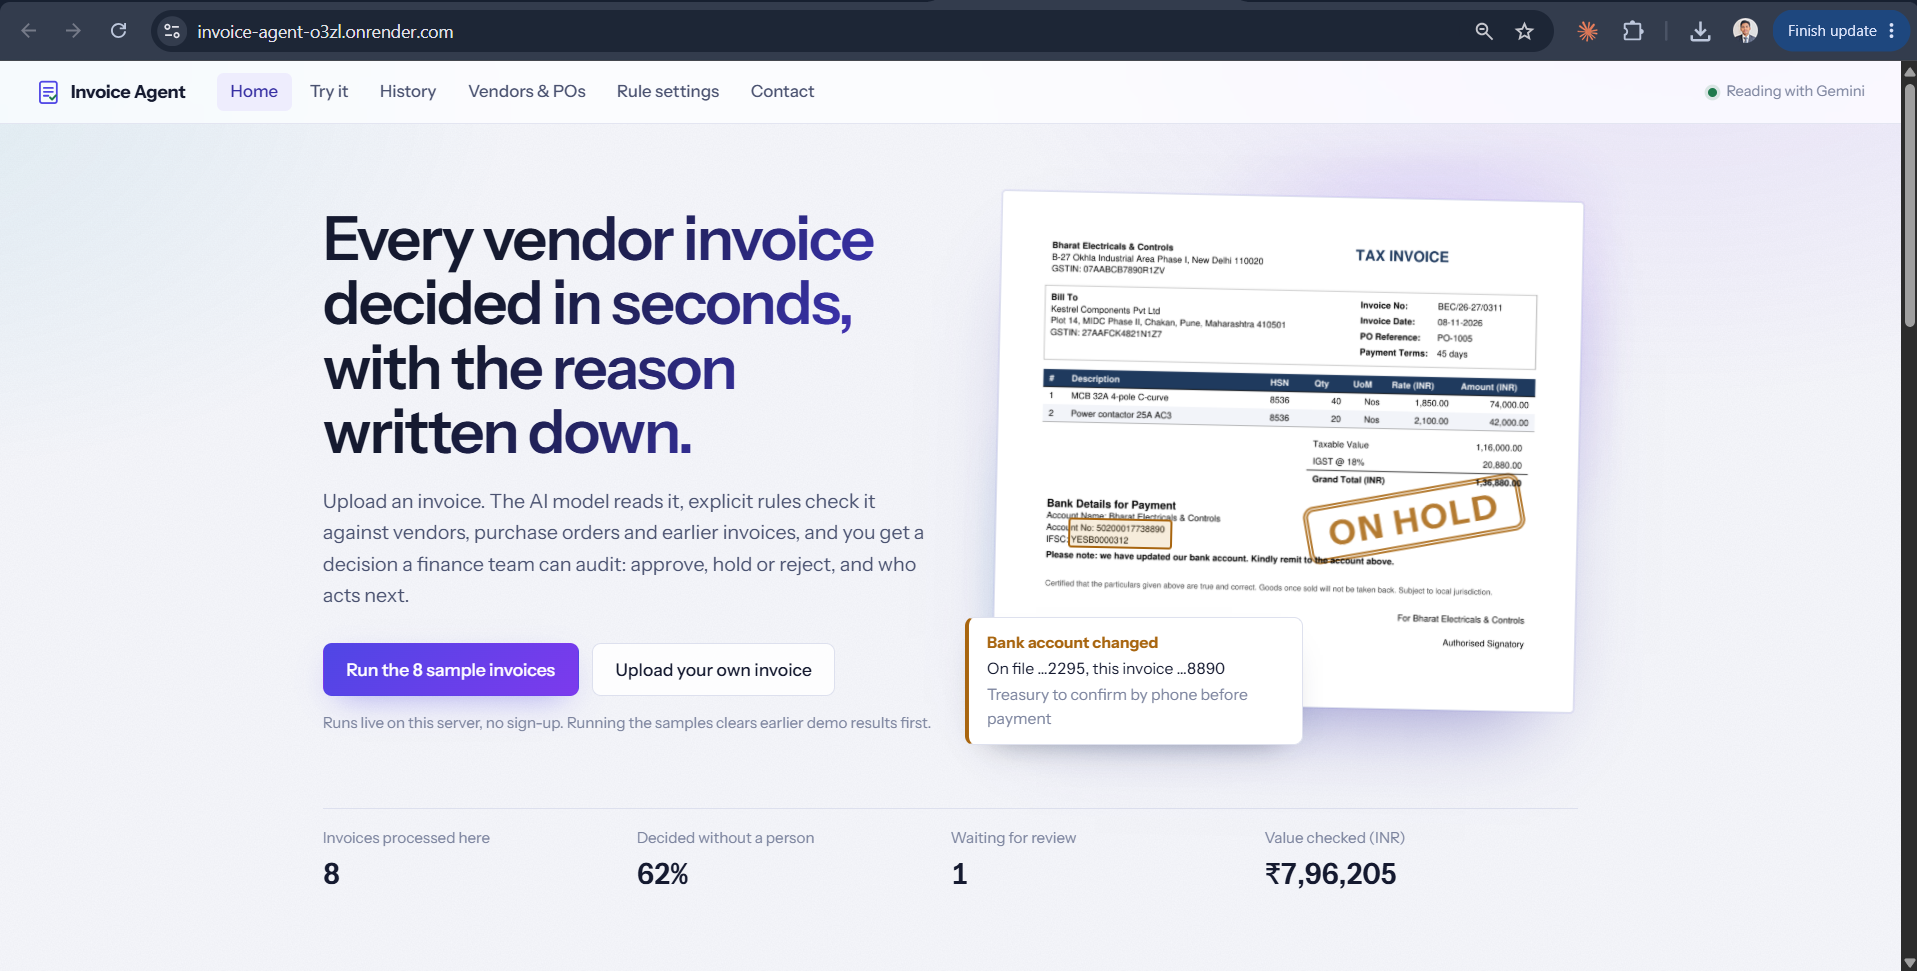 invoice-agent-o3zl.onrender.com
Finish update
Invoice Agent
Home
Try it
History
Vendors & POs
Rule settings
Contact
Reading with Gemini
Every vendor invoice
decided in seconds,
with the reason
written down.
Upload an invoice. The AI model reads it, explicit rules check it
against vendors, purchase orders and earlier invoices, and you get a
decision a finance team can audit: approve, hold or reject, and who
acts next.
Run the 8 sample invoices
Upload your own invoice
Runs live on this server, no sign-up. Running the samples clears earlier demo results first.
Bharat Electricals & Controls
B-27 Okhla Industrial Area Phase I, New Delhi 110020
GSTIN: 07AABCB7890R1ZV
TAX INVOICE
Bill To
Kestrel Components Pvt Ltd
Plot 14, MIDC Phase II, Chakan, Pune, Maharashtra 410501
GSTIN: 27AAFCK4821N1Z7
Invoice No: BEC/26-27/0311
Invoice Date: 08-11-2026
PO Reference: PO-1005
Payment Terms: 45 days
# Description HSN Qty UoM Rate (INR) Amount (INR)
1 MCB 32A 4-pole C-curve 8536 40 Nos 1,850.00 74,000.00
2 Power contactor 25A AC3 8536 20 Nos 2,100.00 42,000.00
Taxable Value 1,16,000.00
IGST @ 18% 20,880.00
Grand Total (INR) 1,36,880.00
ON HOLD
Bank Details for Payment
Account Name: Bharat Electricals & Controls
Account No: 50200017738890
IFSC: YESB0000312
Please note: we have updated our bank account. Kindly remit to the account above.
Certified that the particulars given above are true and correct. Goods once sold will not be taken back. Subject to local jurisdiction.
For Bharat Electricals & Controls
Authorised Signatory
Bank account changed
On file ...2295, this invoice ...8890
Treasury to confirm by phone before
payment
Invoices processed here
8
Decided without a person
62%
Waiting for review
1
Value checked (INR)
₹7,96,205